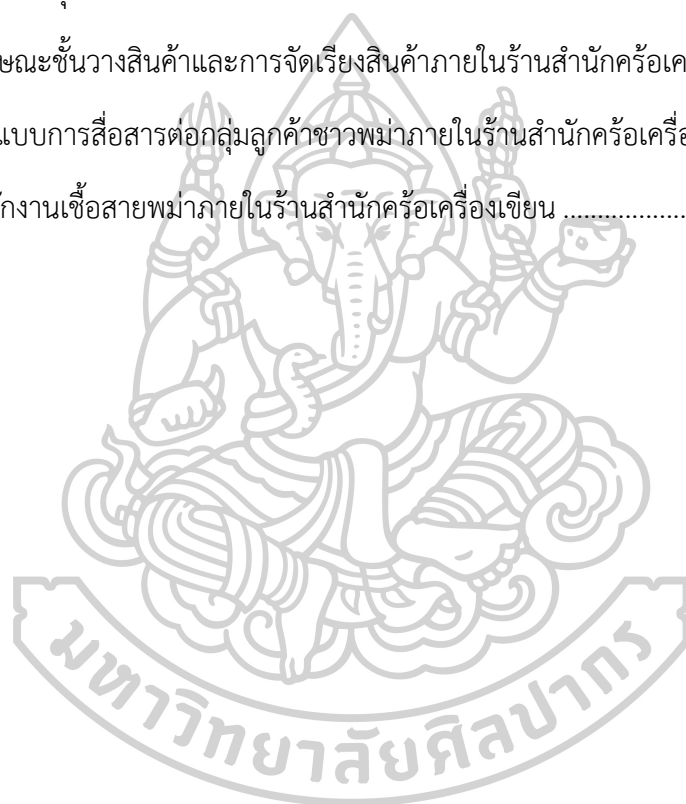 ษณะชั้นวางสินค้าและการจัดเรียงสินค้าภายในร้านสำนักคร้อเค
แบบการสื่อสารต่อกลุ่มลูกค้าชาวพม่าภายในร้านสำนักคร้อเครื่อ
ักงานเชื้อสายพม่าภายในร้านสำนักคร้อเครื่องเขียน ..................
มหาวิทยาลัยศิลปากร